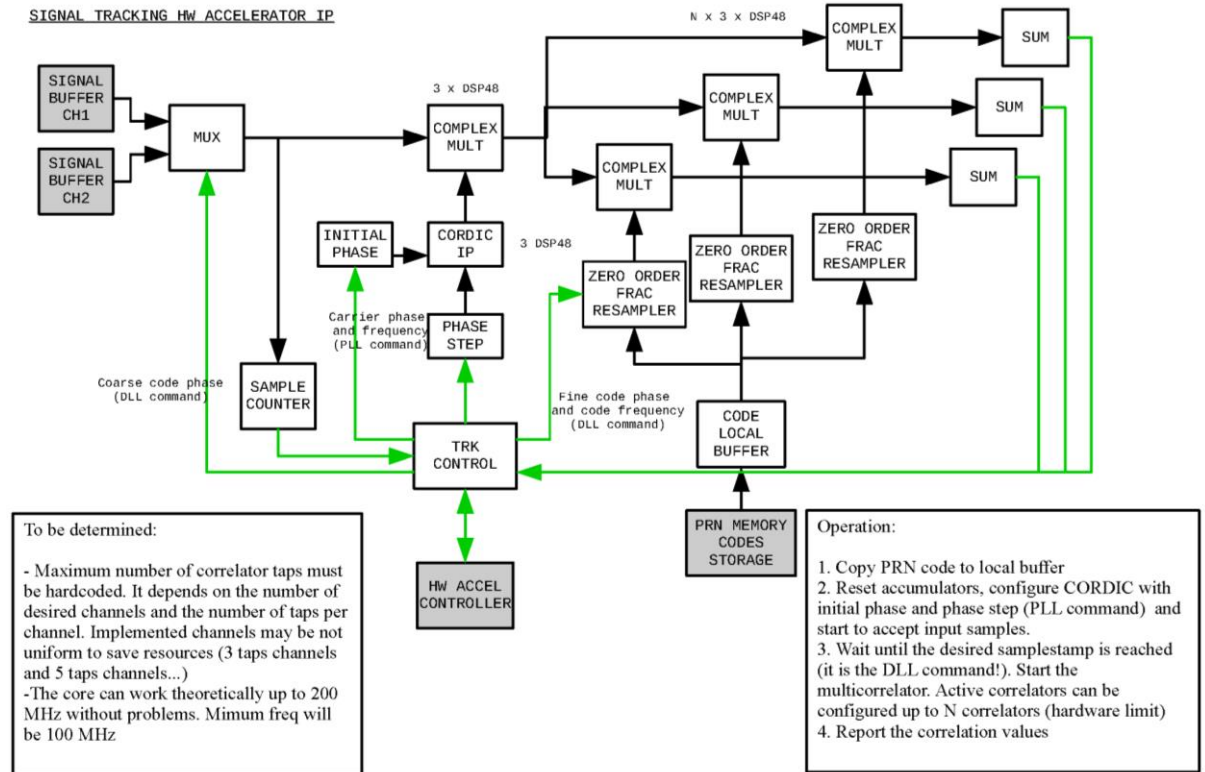 SIGNAL TRACKING HW ACCELERATOR IP
N x 3 x DSP48
SIGNAL
BUFFER
CH1
SIGNAL
BUFFER
CH2
MUX
3 x DSP48
COMPLEX
MULT
COMPLEX
MULT
COMPLEX
MULT
COMPLEX
MULT
SUM
SUM
SUM
INITIAL
PHASE
CORDIC
IP
3 DSP48
ZERO ORDER
FRAC
RESAMPLER
ZERO ORDER
FRAC
RESAMPLER
ZERO ORDER
FRAC
RESAMPLER
Carrier phase
and frequency
(PLL command)
PHASE
STEP
Coarse code phase
(DLL command)
SAMPLE
COUNTER
Fine code phase
and code frequency
(DLL command)
CODE
LOCAL
BUFFER
TRK
CONTROL
PRN MEMORY
CODES
STORAGE
HW ACCEL
CONTROLLER
To be determined:
- Maximum number of correlator taps must
be hardcoded. It depends on the number of
desired channels and the number of taps per
channel. Implemented channels may be not
uniform to save resources (3 taps channels
and 5 taps channels...)
-The core can work theoretically up to 200
MHz without problems. Mimum freq will
be 100 MHz
Operation:
1. Copy PRN code to local buffer
2. Reset accumulators, configure CORDIC with
initial phase and phase step (PLL command) and
start to accept input samples.
3. Wait until the desired samplestamp is reached
(it is the DLL command!). Start the
multicorrelator. Active correlators can be
configured up to N correlators (hardware limit)
4. Report the correlation values